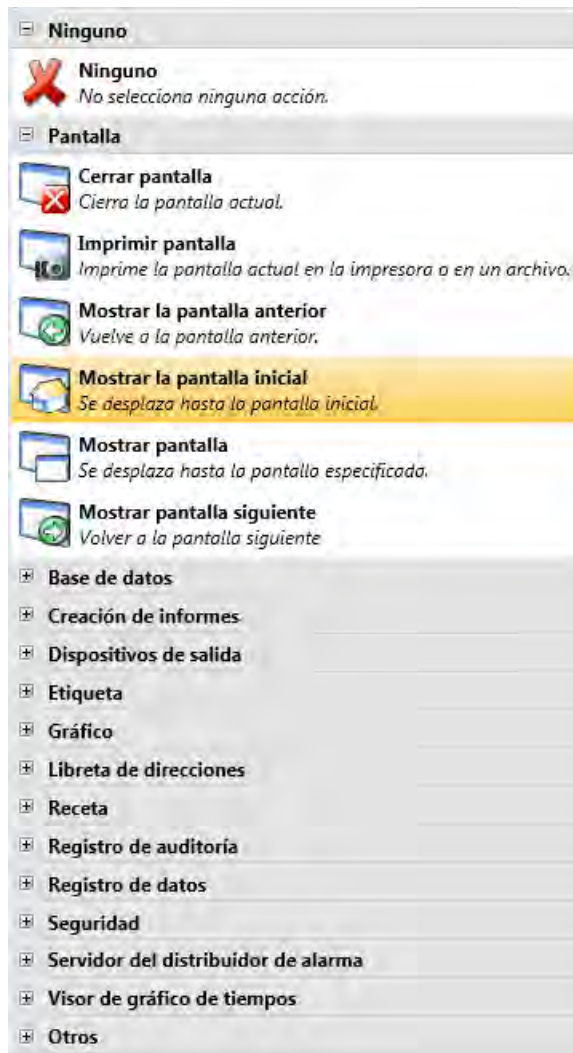 Ninguno
Ninguno
No selecciona ninguna acción.
Pantalla
Cerrar pantalla
Cierra la pantalla actual.
Imprimir pantalla
Imprime la pantalla actual en la impresora o en un archivo.
Mostrar la pantalla anterior
Vuelve a la pantalla anterior.
Mostrar la pantalla inicial
Se desplaza hasta la pantalla inicial.
Mostrar pantalla
Se desplaza hasta la pantalla especificada.
Mostrar pantalla siguiente
Volver a la pantalla siguiente
Base de datos
Creación de informes
Dispositivos de salida
Etiqueta
Gráfico
Libreta de direcciones
Receta
Registro de auditoría
Registro de datos
Seguridad
Servidor del distribuidor de alarma
Visor de gráfico de tiempos
Otros